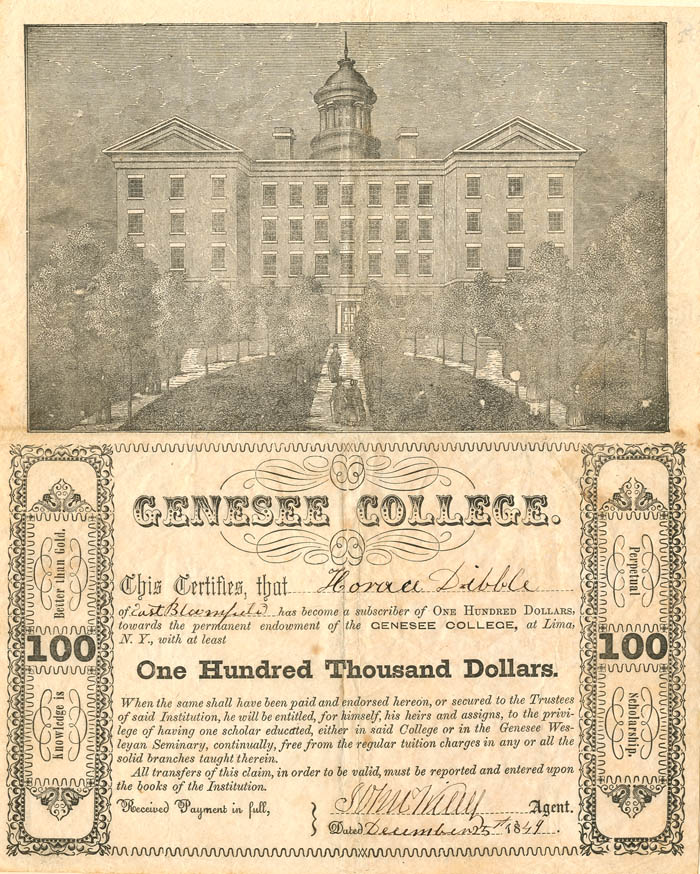 GENESEE COLLEGE.
This Certifies, that Horace Dibble
of East Bloomfield has become a subscriber of ONE HUNDRED DOLLARS,
towards the permanent endowment of the GENESEE COLLEGE, at Lima,
N. Y., with at least
One Hundred Thousand Dollars.
When the same shall have been paid and endorsed hereon, or secured to the Trustees
of said Institution, he will be entitled, for himself, his heirs and assigns, to the privi-
lege of having one scholar educated, either in said College or in the Genesee Wes-
leyan Seminary, continually, free from the regular tuition charges in any or all the
solid branches taught therein.
All transfers of this claim, in order to be valid, must be reported and entered upon
the books of the Institution.
Received Payment in full,
Agent.
Dated December 1849.
Knowledge is
100
Better than Gold.
Perpetual
100
Scholarship.